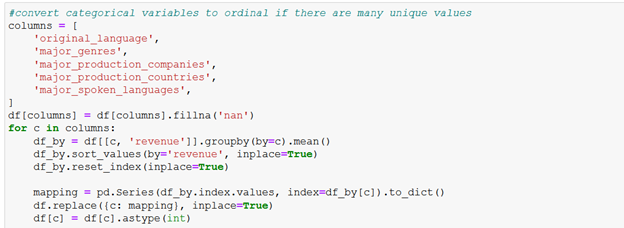 #convert categorical variables to ordinal if there are many unique values
columns = [
    'original_language',
    'major_genres',
    'major_production_companies',
    'major_production_countries',
    'major_spoken_languages',
]
df[columns] = df[columns].fillna('nan')
for c in columns:
    df_by = df[[c, 'revenue']].groupby(by=c).mean()
    df_by.sort_values(by='revenue', inplace=True)
    df_by.reset_index(inplace=True)

    mapping = pd.Series(df_by.index.values, index=df_by[c]).to_dict()
    df.replace({c: mapping}, inplace=True)
    df[c] = df[c].astype(int)